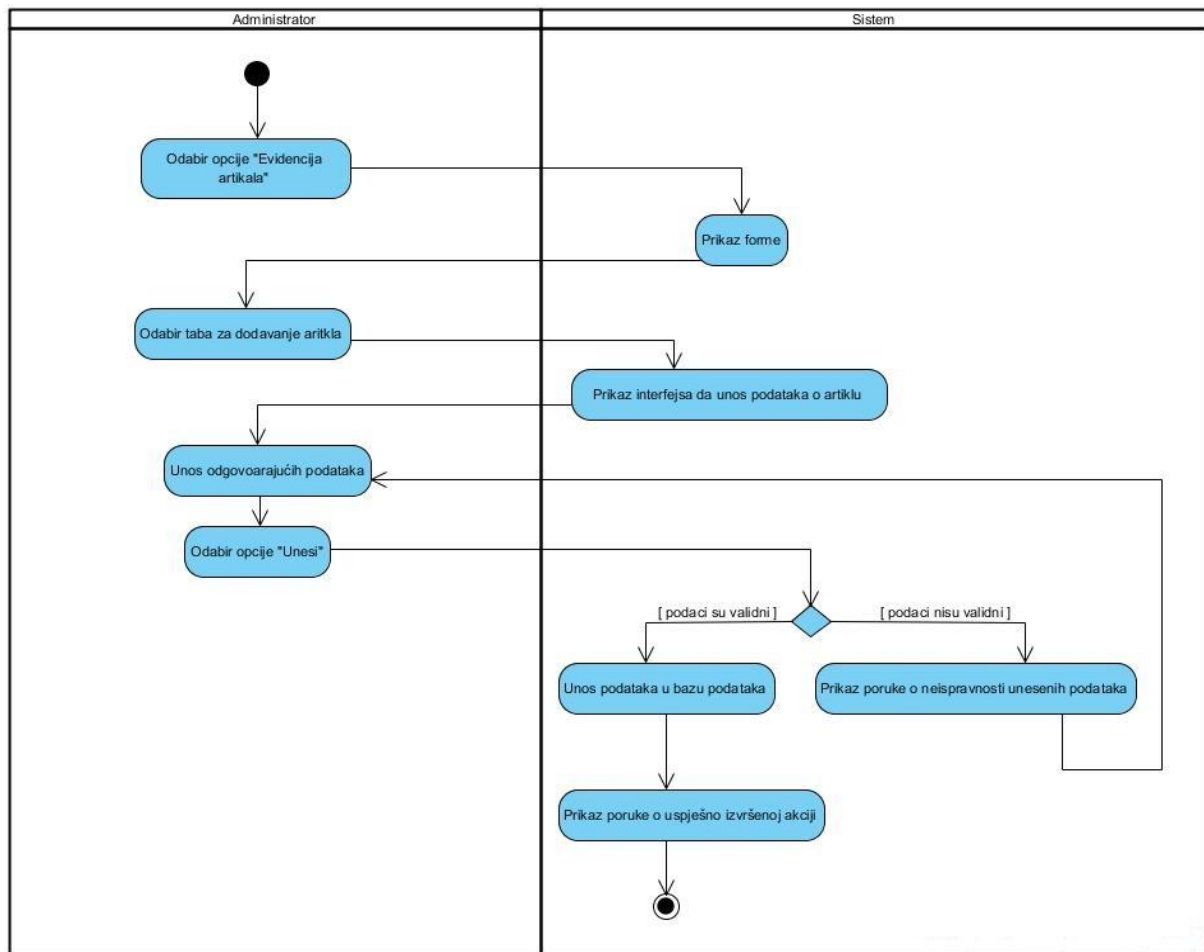 Administrator
Sistem
Odabir opcije "Evidencija
artikala"
Prikaz forme
Odabir taba za dodavanje aritkla
Prikaz interfejsa da unos podataka o artiklu
Unos odgovoarajućih podataka
Odabir opcije "Unesi"
[ podaci su validni ]
[ podaci nisu validni ]
Unos podataka u bazu podataka
Prikaz poruke o neispravnosti unesenih podataka
Prikaz poruke o uspješno izvršenoj akciji